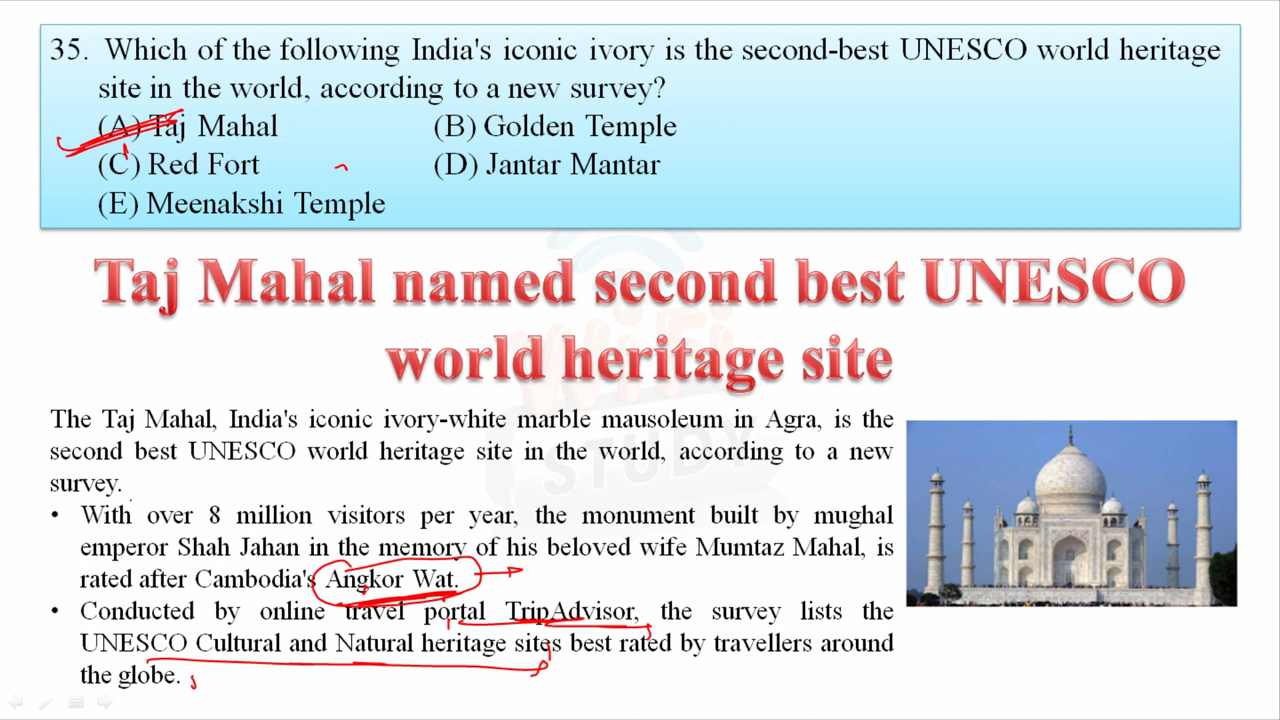 35. Which of the following India's iconic ivory is the second-best UNESCO world heritage
site in the world, according to a new survey?
(A) Taj Mahal (B) Golden Temple
(C) Red Fort (D) Jantar Mantar
(E) Meenakshi Temple
Taj Mahal named second best UNESCO
world heritage site
The Taj Mahal, India's iconic ivory-white marble mausoleum in Agra, is the
second best UNESCO world heritage site in the world, according to a new
survey.
• With over 8 million visitors per year, the monument built by mughal
emperor Shah Jahan in the memory of his beloved wife Mumtaz Mahal, is
rated after Cambodia's Angkor Wat.
• Conducted by online travel portal TripAdvisor, the survey lists the
UNESCO Cultural and Natural heritage sites best rated by travellers around
the globe.
WiFi
STUDY